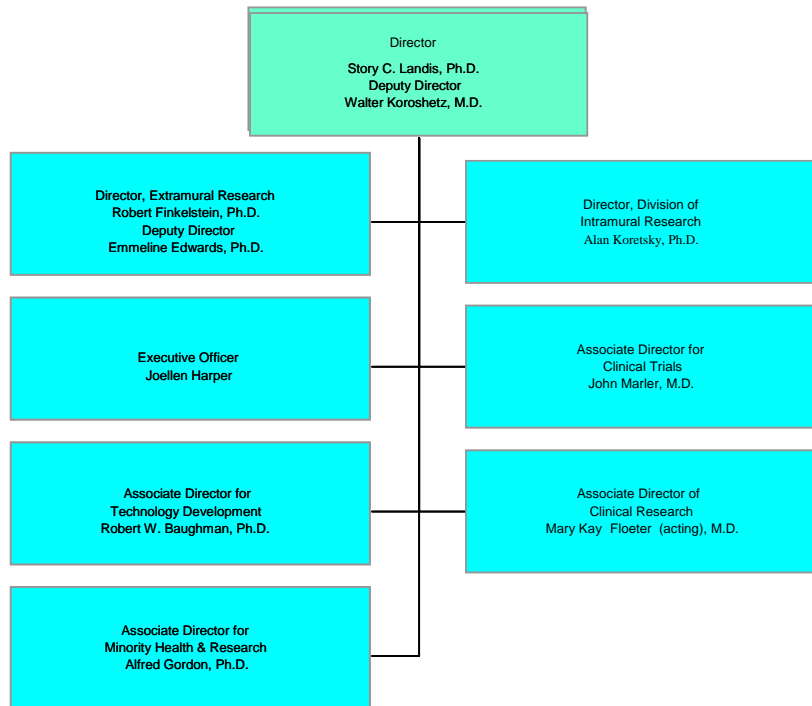 Director
Story C. Landis, Ph.D.
Deputy Director
Walter Koroshetz, M.D.
Director, Extramural Research
Robert Finkelstein, Ph.D.
Deputy Director
Emmeline Edwards, Ph.D.
Director, Division of
Intramural Research
Alan Koretsky, Ph.D.
Executive Officer
Joellen Harper
Associate Director for
Clinical Trials
John Marler, M.D.
Associate Director for
Technology Development
Robert W. Baughman, Ph.D.
Associate Director of
Clinical Research
Mary Kay Floeter (acting), M.D.
Associate Director for
Minority Health & Research
Alfred Gordon, Ph.D.